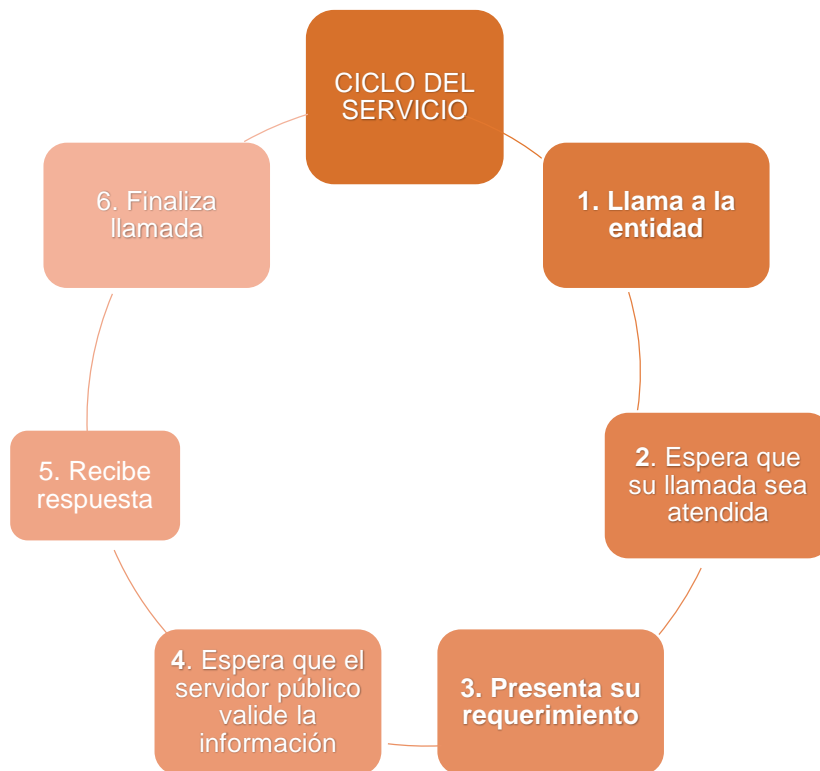 CICLO DEL
SERVICIO
1. Llama a la
entidad
2. Espera que
su llamada sea
atendida
3. Presenta su
requerimiento
4. Espera que el
servidor público
valide la
información
5. Recibe
respuesta
6. Finaliza
llamada